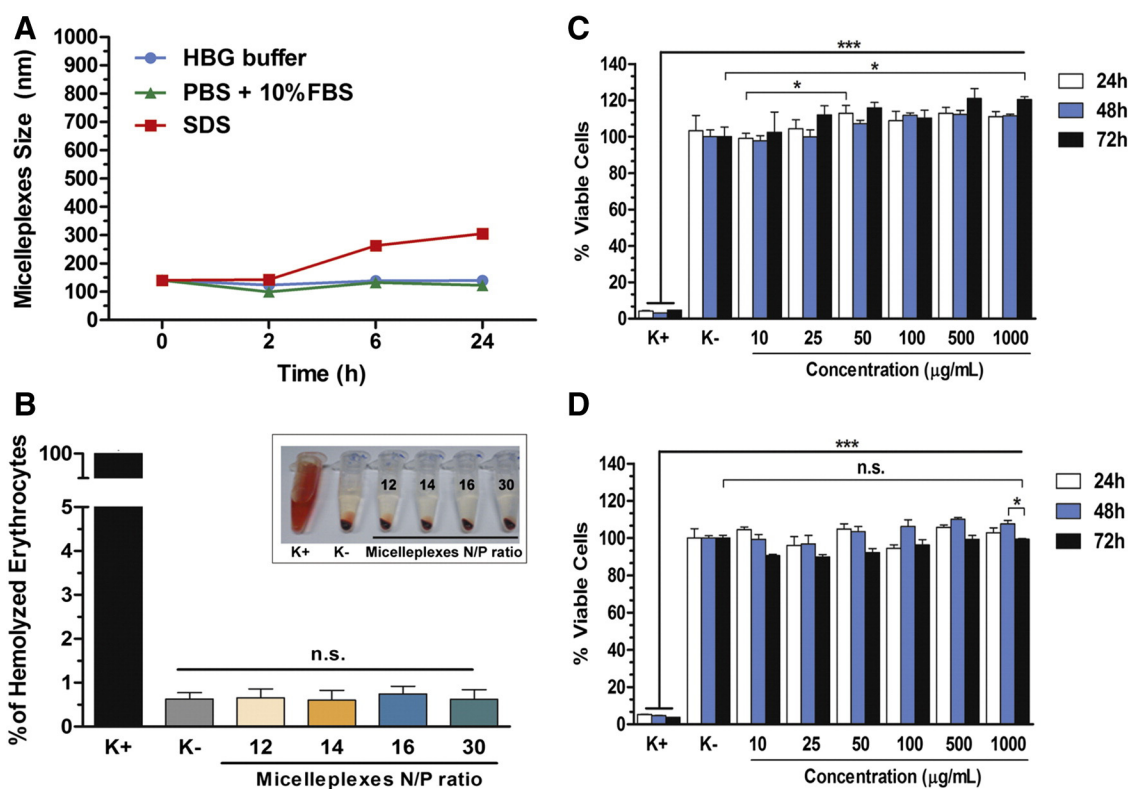 A
Micelleplexes Size (nm)
1000
900
800
700
600
500
400
300
200
100
0
HBG buffer
PBS + 10%FBS
SDS
0 2 6 24
Time (h)
B
%of Hemolyzed Erythrocytes
100
5
4
3
2
1
0
12 14 16 30
K+ K- Micelleplexes N/P ratio
n.s.
K+ K- 12 14 16 30
Micelleplexes N/P ratio
C
% Viable Cells
140
120
100
80
60
40
20
0
***
*
*
24h
48h
72h
K+ K- 10 25 50 100 500 1000
Concentration (μg/mL)
D
% Viable Cells
140
120
100
80
60
40
20
0
***
n.s.
*
24h
48h
72h
K+ K- 10 25 50 100 500 1000
Concentration (μg/mL)